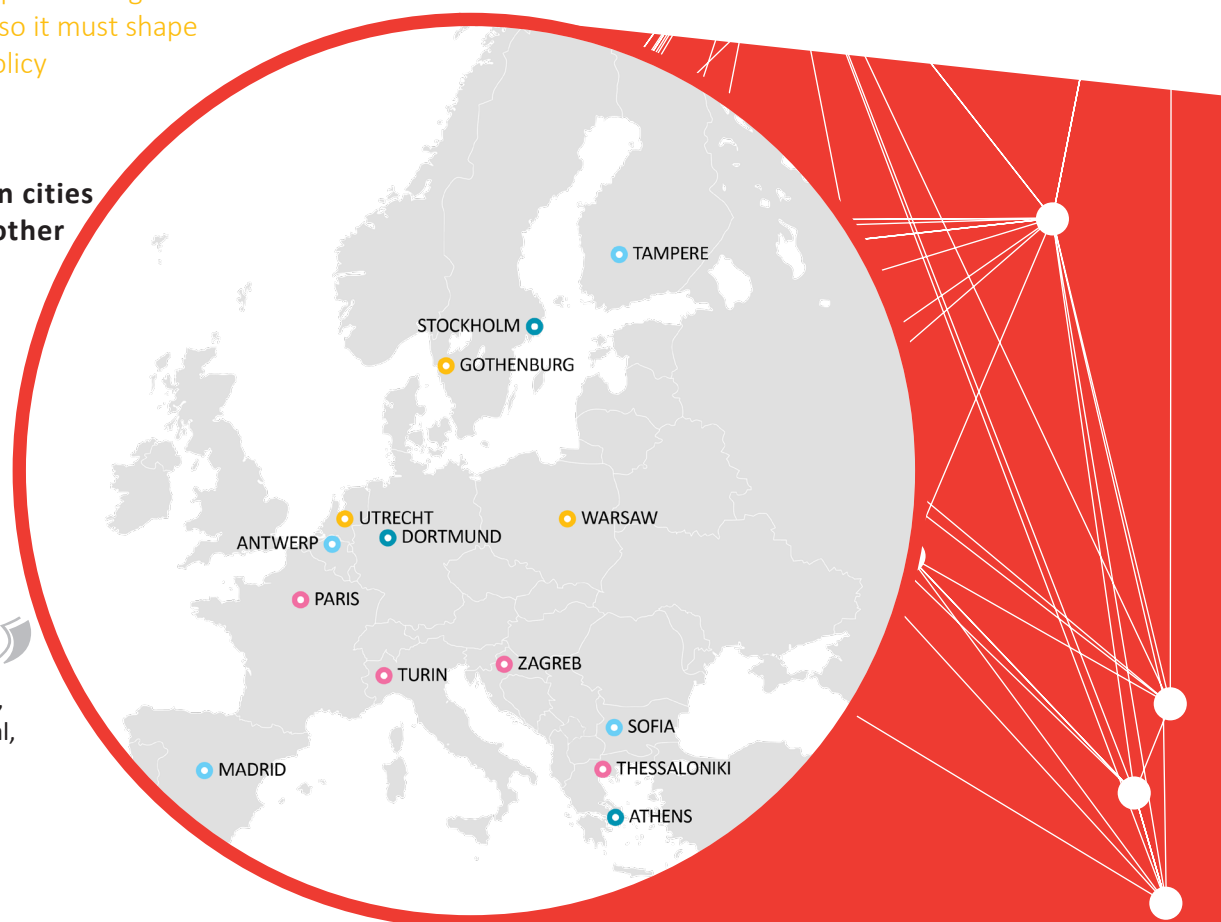 so it must shape
olicy
n cities
other
TAMPERE
STOCKHOLM
GOTHENBURG
UTRECHT
WARSAW
DORTMUND
ANTWERP
PARIS
ZAGREB
TURIN
SOFIA
l,
MADRID
THESSALONIKI
ATHENS